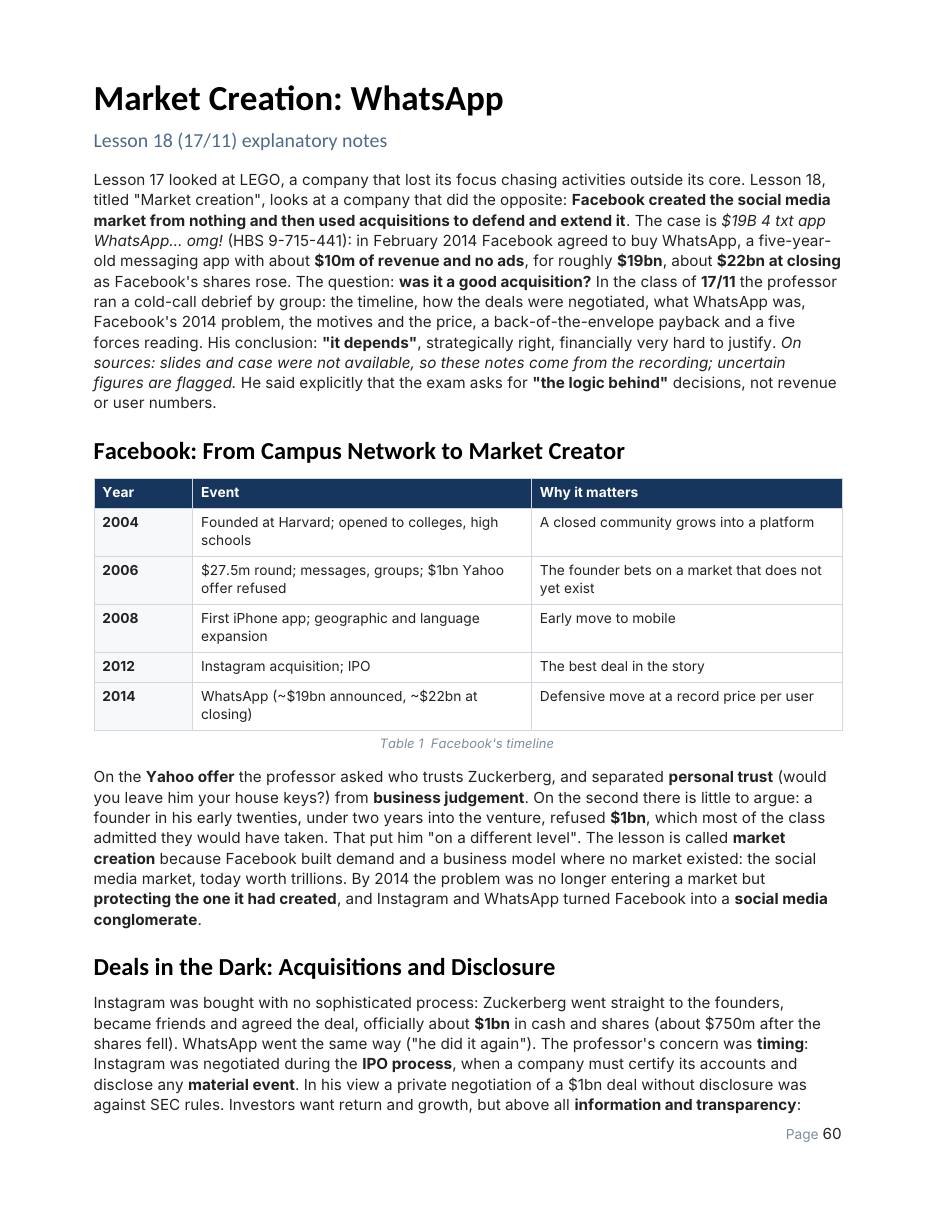 Market Creation: WhatsApp
Lesson 18 (17/11) explanatory notes
Lesson 17 looked at LEGO, a company that lost its focus chasing activities outside its core. Lesson 18,
titled "Market creation", looks at a company that did the opposite: Facebook created the social media
market from nothing and then used acquisitions to defend and extend it. The case is $19B 4 txt app
WhatsApp... omg! (HBS 9-715-441): in February 2014 Facebook agreed to buy WhatsApp, a five-year-
old messaging app with about $10m of revenue and no ads, for roughly $19bn, about $22bn at closing
as Facebook's shares rose. The question: was it a good acquisition? In the class of 17/11 the professor
ran a cold-call debrief by group: the timeline, how the deals were negotiated, what WhatsApp was,
Facebook's 2014 problem, the motives and the price, a back-of-the-envelope payback and a five
forces reading. His conclusion: "it depends", strategically right, financially very hard to justify. On
sources: slides and case were not available, so these notes come from the recording; uncertain
figures are flagged. He said explicitly that the exam asks for "the logic behind" decisions, not revenue
or user numbers.
Facebook: From Campus Network to Market Creator
Year Event Why it matters
2004 Founded at Harvard; opened to colleges, high A closed community grows into a platform
schools
2006 $27.5m round; messages, groups; $1bn Yahoo The founder bets on a market that does not
offer refused yet exist
2008 First iPhone app; geographic and language Early move to mobile
expansion
2012 Instagram acquisition; IPO The best deal in the story
2014 WhatsApp (~$19bn announced, ~$22bn at Defensive move at a record price per user
closing)
Table 1 Facebook's timeline
On the Yahoo offer the professor asked who trusts Zuckerberg, and separated personal trust (would
you leave him your house keys?) from business judgement. On the second there is little to argue: a
founder in his early twenties, under two years into the venture, refused $1bn, which most of the class
admitted they would have taken. That put him "on a different level". The lesson is called market
creation because Facebook built demand and a business model where no market existed: the social
media market, today worth trillions. By 2014 the problem was no longer entering a market but
protecting the one it had created, and Instagram and WhatsApp turned Facebook into a social media
conglomerate.
Deals in the Dark: Acquisitions and Disclosure
Instagram was bought with no sophisticated process: Zuckerberg went straight to the founders,
became friends and agreed the deal, officially about $1bn in cash and shares (about $750m after the
shares fell). WhatsApp went the same way ("he did it again"). The professor's concern was timing:
Instagram was negotiated during the IPO process, when a company must certify its accounts and
disclose any material event. In his view a private negotiation of a $1bn deal without disclosure was
against SEC rules. Investors want return and growth, but above all information and transparency:
Page 60